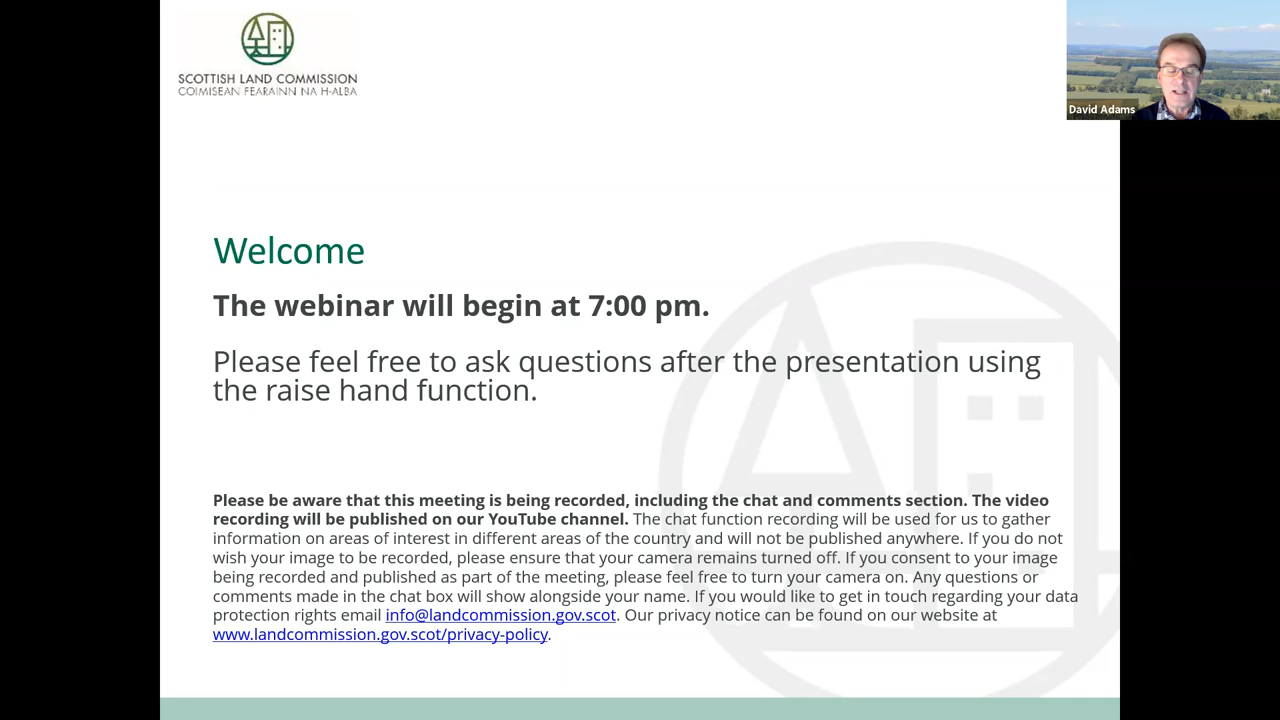 SCOTTISH LAND COMMISSION
COIMISEAN FEARAINN NA H-ALBA
David Adams
Welcome
The webinar will begin at 7:00 pm.
Please feel free to ask questions after the presentation using
the raise hand function.
Please be aware that this meeting is being recorded, including the chat and comments section. The video
recording will be published on our YouTube channel. The chat function recording will be used for us to gather
information on areas of interest in different areas of the country and will not be published anywhere. If you do not
wish your image to be recorded, please ensure that your camera remains turned off. If you consent to your image
being recorded and published as part of the meeting, please feel free to turn your camera on. Any questions or
comments made in the chat box will show alongside your name. If you would like to get in touch regarding your data
protection rights email info@landcommission.gov.scot. Our privacy notice can be found on our website at
www.landcommission.gov.scot/privacy-policy.